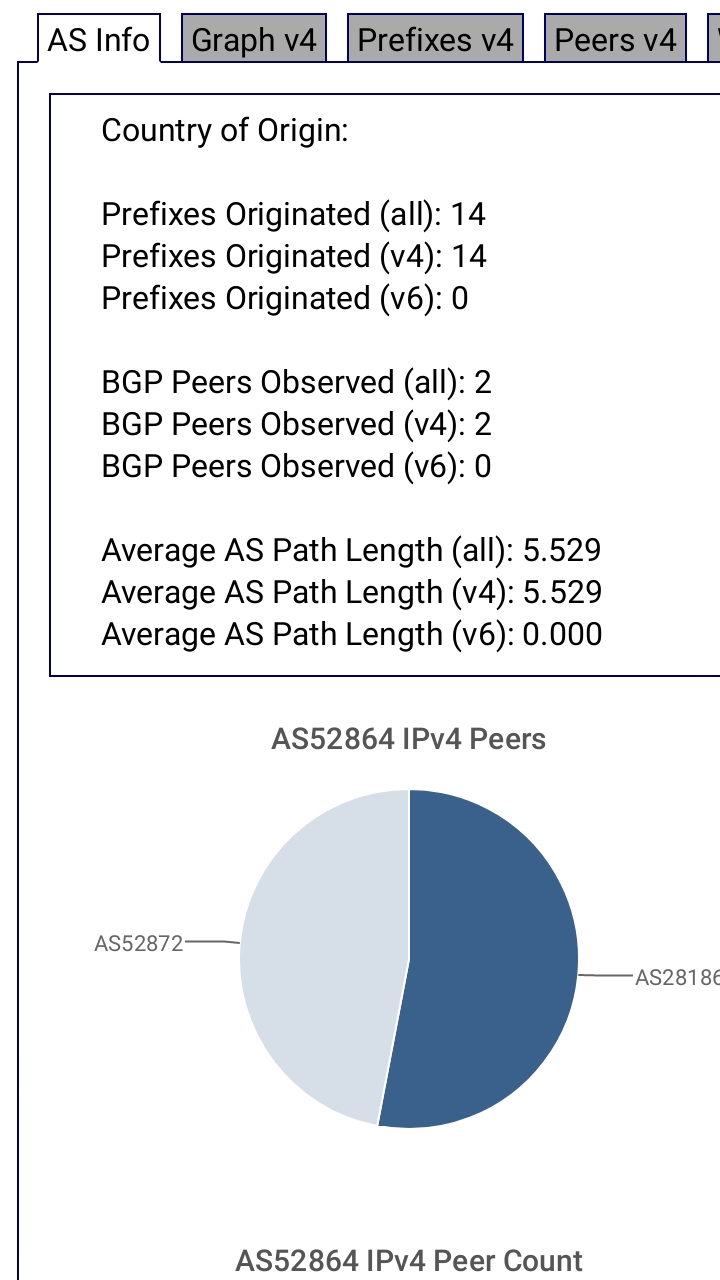 AS Info Graph v4 Prefixes v4 Peers v4
Country of Origin:
Prefixes Originated (all): 14
Prefixes Originated (v4): 14
Prefixes Originated (v6): 0
BGP Peers Observed (all): 2
BGP Peers Observed (v4): 2
BGP Peers Observed (v6): 0
Average AS Path Length (all): 5.529
Average AS Path Length (v4): 5.529
Average AS Path Length (v6): 0.000
AS52864 IPv4 Peers
AS52872
AS28186
AS52864 IPv4 Peer Count